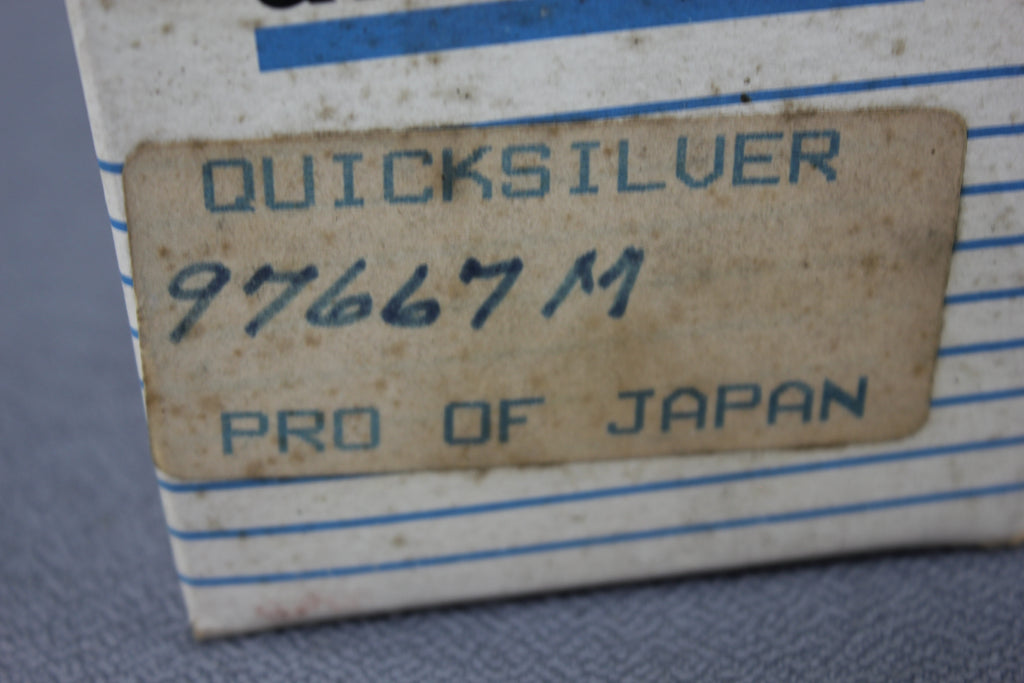 QUICKSILVER
97667M
PRO OF JAPAN